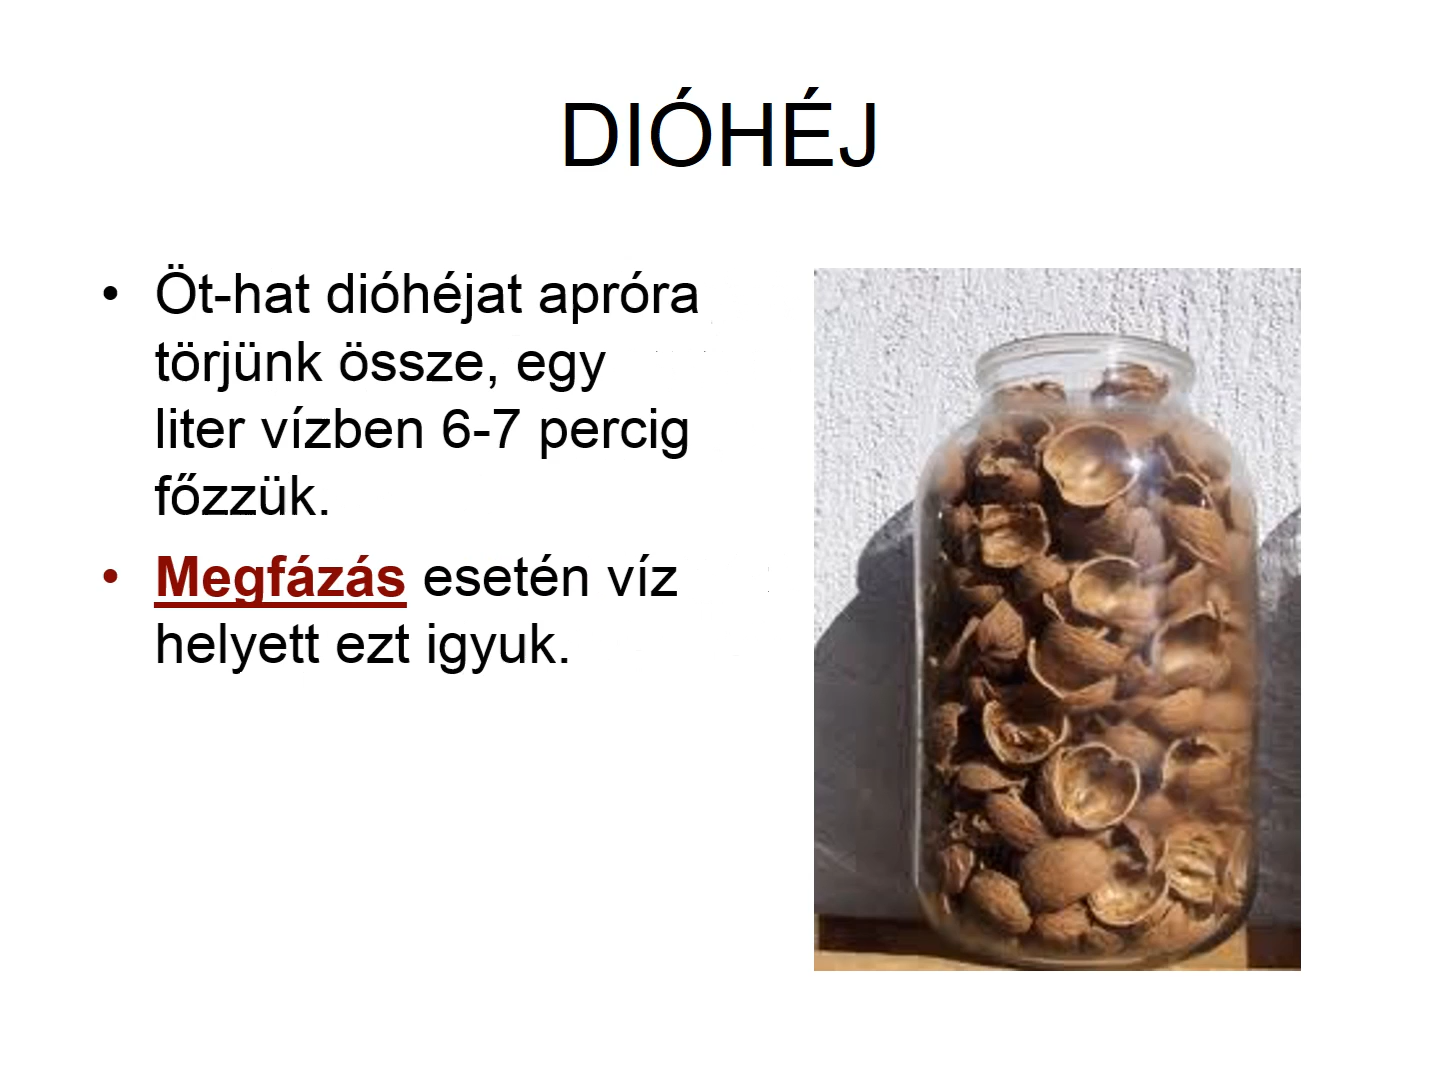 DIÓHÉJ
• Öt-hat dióhéjat apróra
törjünk össze, egy
liter vízben 6-7 percig
főzzük.
• Megfázás esetén víz
helyett ezt igyuk.